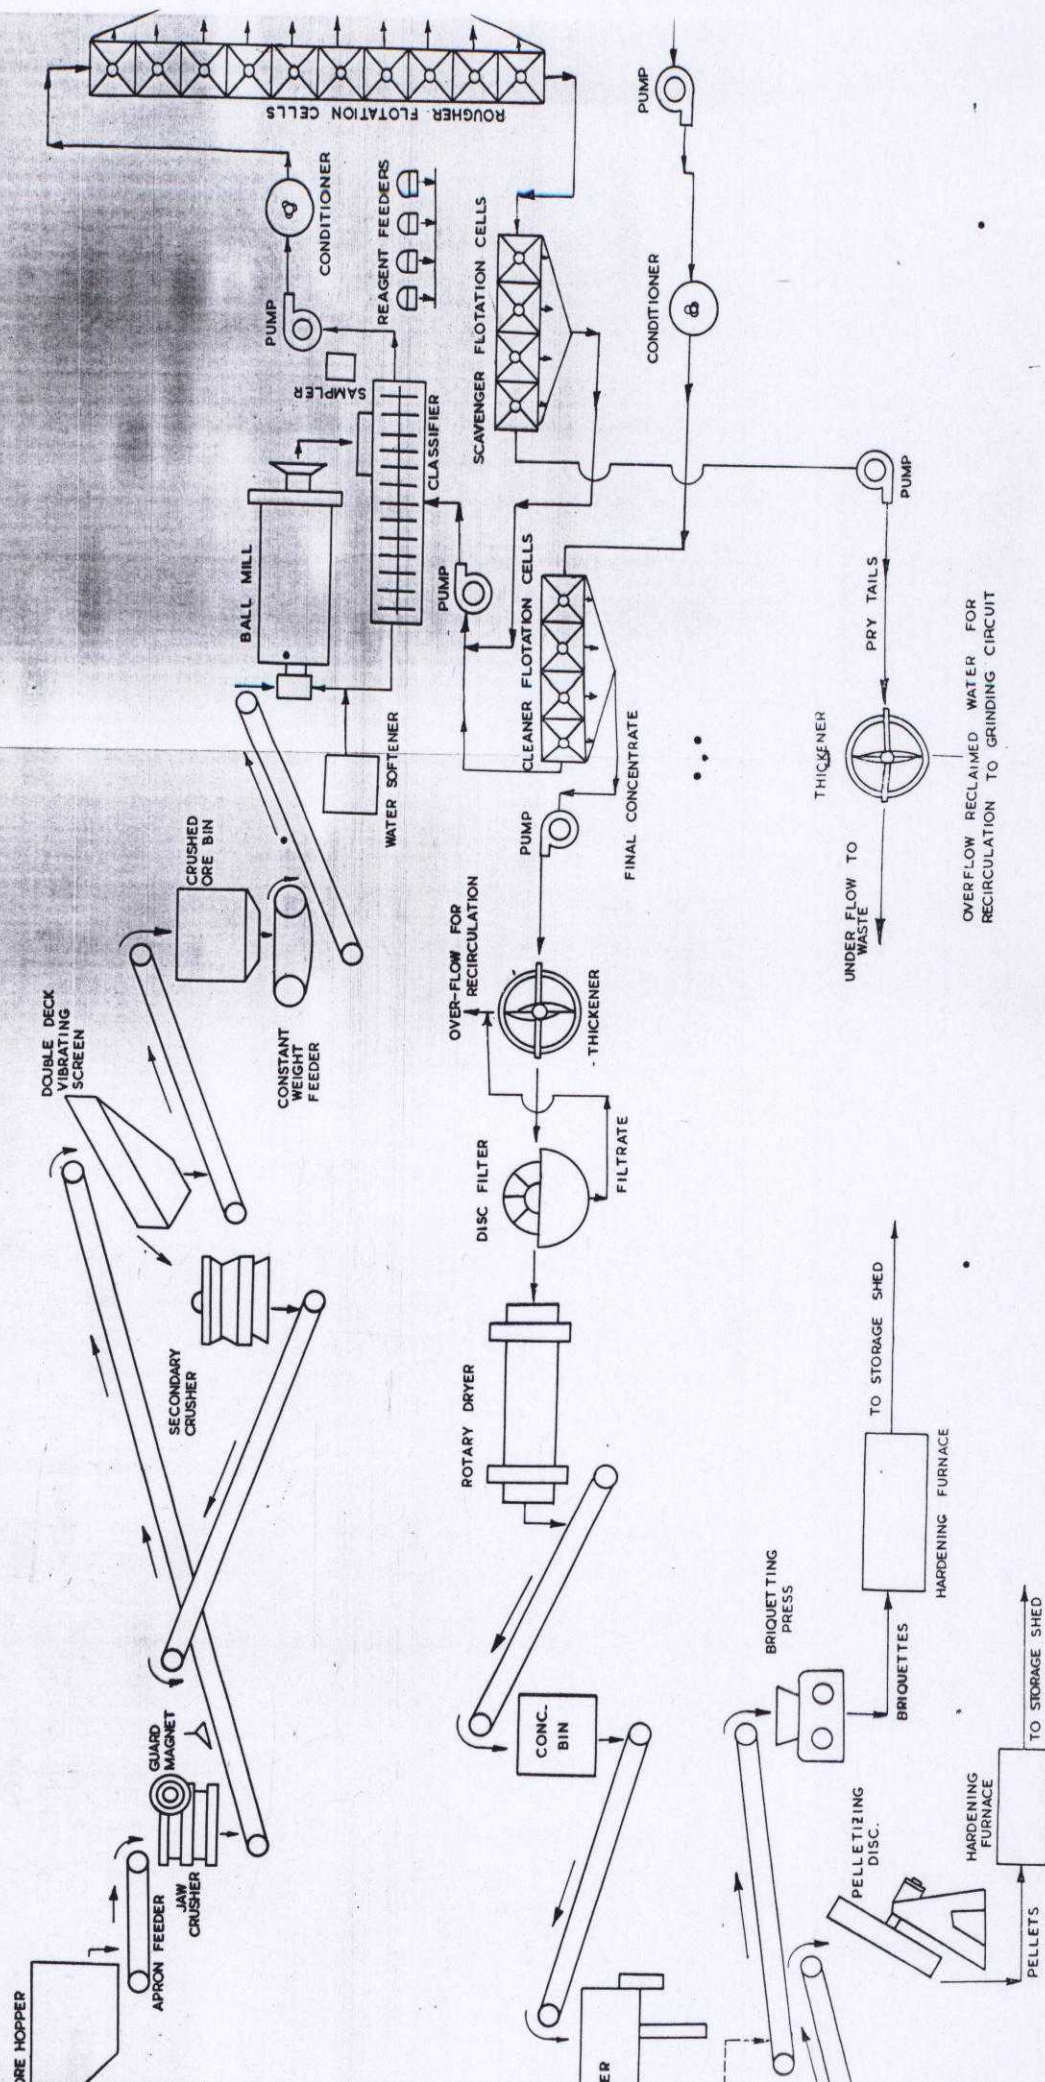 ORE HOPPER
APRON FEEDER
JAW
CRUSHER
GUARD
MAGNET
SECONDARY
CRUSHER
DOUBLE DECK
VIBRATING
SCREEN
CRUSHED
ORE BIN
CONSTANT
WEIGHT
FEEDER
WATER SOFTENER
BALL MILL
CLASSIFIER
SAMPLER
PUMP
CONDITIONER
REAGENT FEEDERS
ROUGHER FLOTATION CELLS
SCAVENGER FLOTATION CELLS
PUMP
CLEANER FLOTATION CELLS
PUMP
CONDITIONER
PUMP
PRY TAILS
THICKENER
UNDER FLOW TO
WASTE
OVERFLOW RECLAIMED WATER FOR
RECIRCULATION TO GRINDING CIRCUIT
FINAL CONCENTRATE
PUMP
OVER-FLOW FOR
RECIRCULATION
THICKENER
DISC FILTER
FILTRATE
ROTARY DRYER
CONC.
BIN
ER
BRIQUETTING
PRESS
BRIQUETTES
HARDENING FURNACE
TO STORAGE SHED
PELLETIZING
DISC.
PELLETS
HARDENING
FURNACE
TO STORAGE SHED